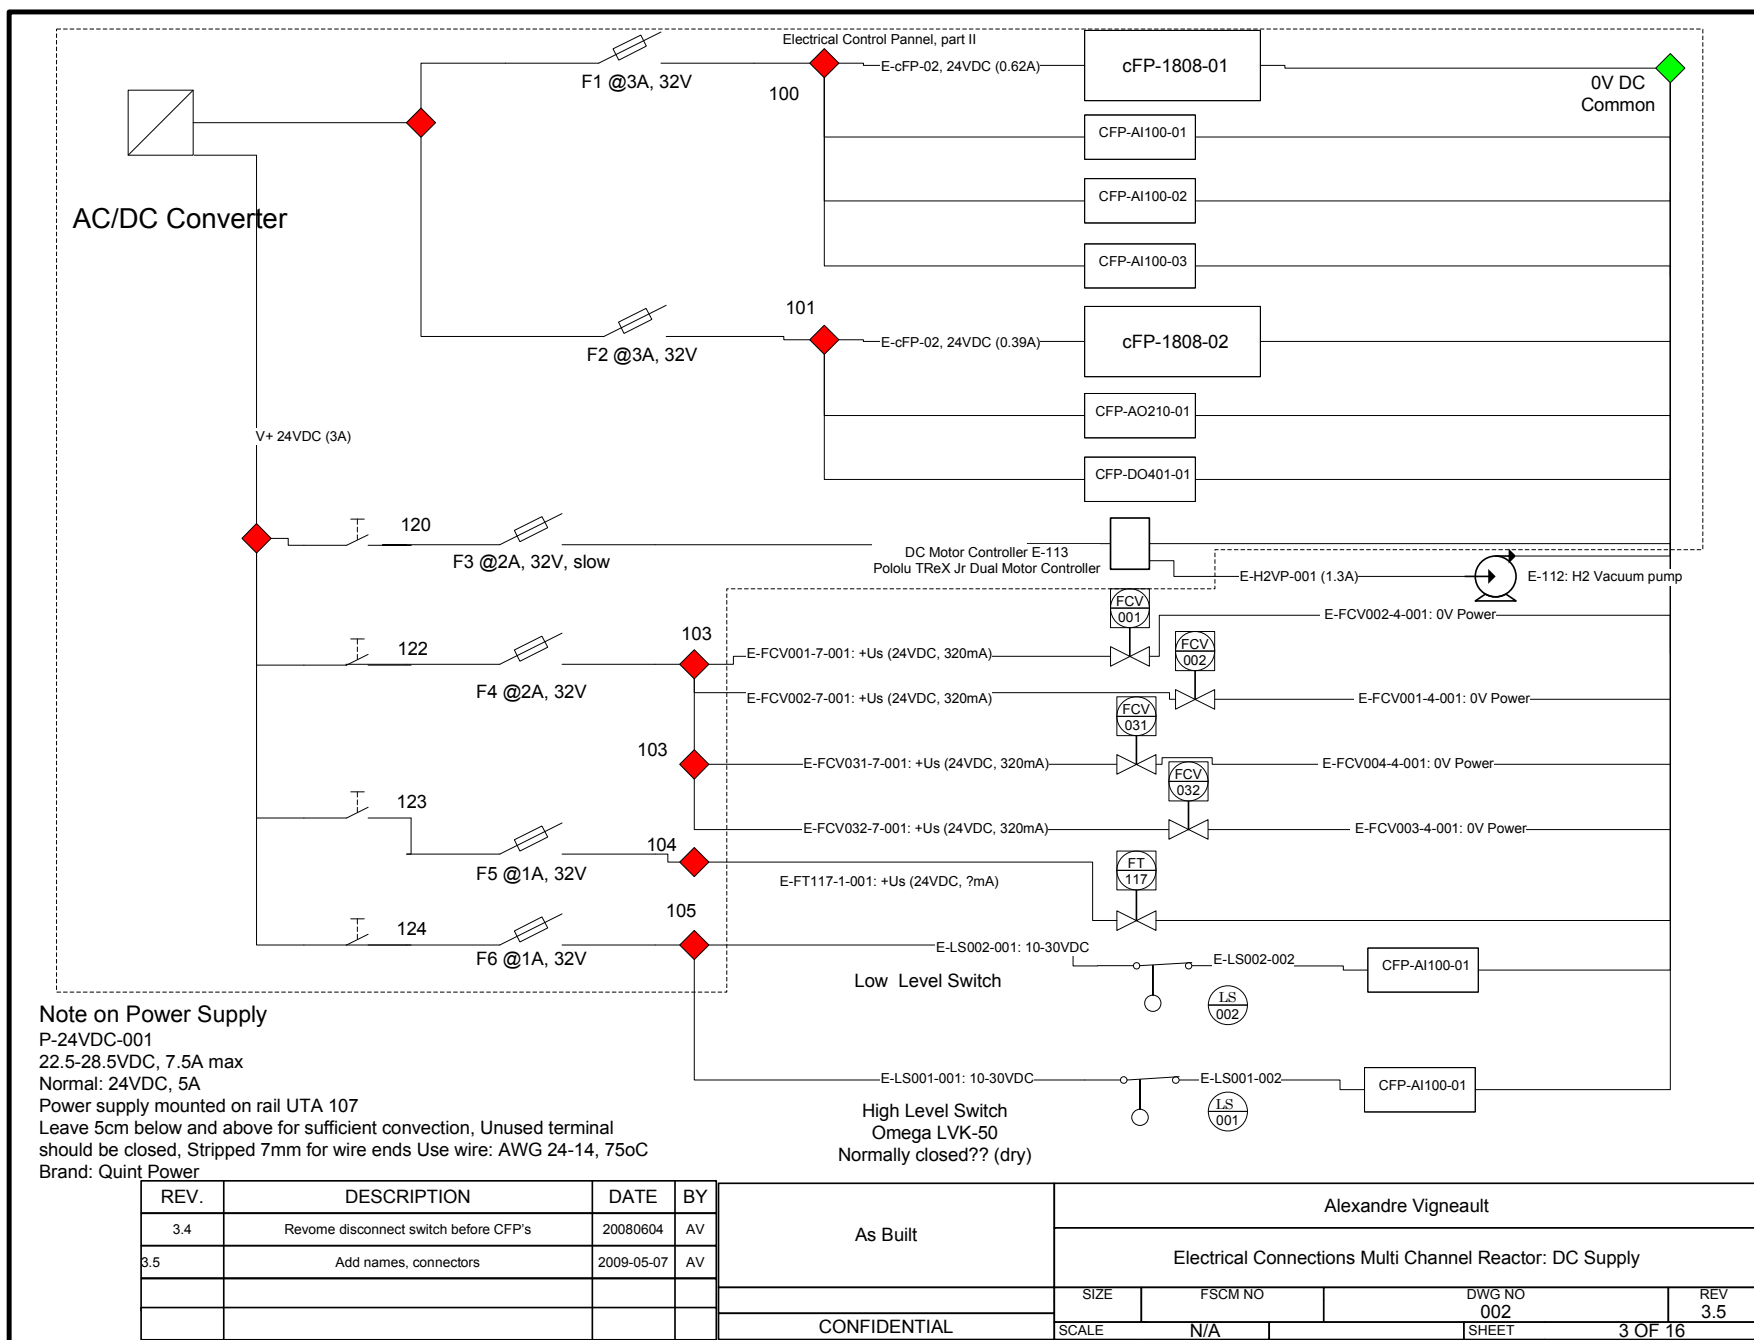 Electrical Control Pannel, part II
F1 @3A, 32V
100
E-cFP-02, 24VDC (0.62A)
cFP-1808-01
0V DC
Common
CFP-AI100-01
CFP-AI100-02
AC/DC Converter
CFP-AI100-03
101
F2 @3A, 32V
E-cFP-02, 24VDC (0.39A)
cFP-1808-02
CFP-AO210-01
V+ 24VDC (3A)
CFP-DO401-01
120
F3 @2A, 32V, slow
DC Motor Controller E-113
Pololu TReX Jr Dual Motor Controller
E-H2VP-001 (1.3A)
E-112: H2 Vacuum pump
FCV
001
E-FCV002-4-001: 0V Power
122
F4 @2A, 32V
103
E-FCV001-7-001: +Us (24VDC, 320mA)
FCV
002
E-FCV002-7-001: +Us (24VDC, 320mA)
E-FCV001-4-001: 0V Power
FCV
031
103
E-FCV031-7-001: +Us (24VDC, 320mA)
E-FCV004-4-001: 0V Power
FCV
032
123
E-FCV032-7-001: +Us (24VDC, 320mA)
E-FCV003-4-001: 0V Power
104
F5 @1A, 32V
E-FT117-1-001: +Us (24VDC, ?mA)
FT
117
105
124
F6 @1A, 32V
E-LS002-001: 10-30VDC
Low Level Switch
E-LS002-002
CFP-AI100-01
LS
002
Note on Power Supply
P-24VDC-001
22.5-28.5VDC, 7.5A max
Normal: 24VDC, 5A
Power supply mounted on rail UTA 107
Leave 5cm below and above for sufficient convection, Unused terminal
should be closed, Stripped 7mm for wire ends Use wire: AWG 24-14, 75oC
Brand: Quint Power
E-LS001-001: 10-30VDC
E-LS001-002
CFP-AI100-01
High Level Switch
Omega LVK-50
Normally closed?? (dry)
LS
001
REV. DESCRIPTION DATE BY
3.4 Revome disconnect switch before CFP's 20080604 AV
3.5 Add names, connectors 2009-05-07 AV
As Built
CONFIDENTIAL
Alexandre Vigneault
Electrical Connections Multi Channel Reactor: DC Supply
SIZE FSCM NO DWG NO REV
002 3.5
SCALE N/A SHEET 3 OF 16